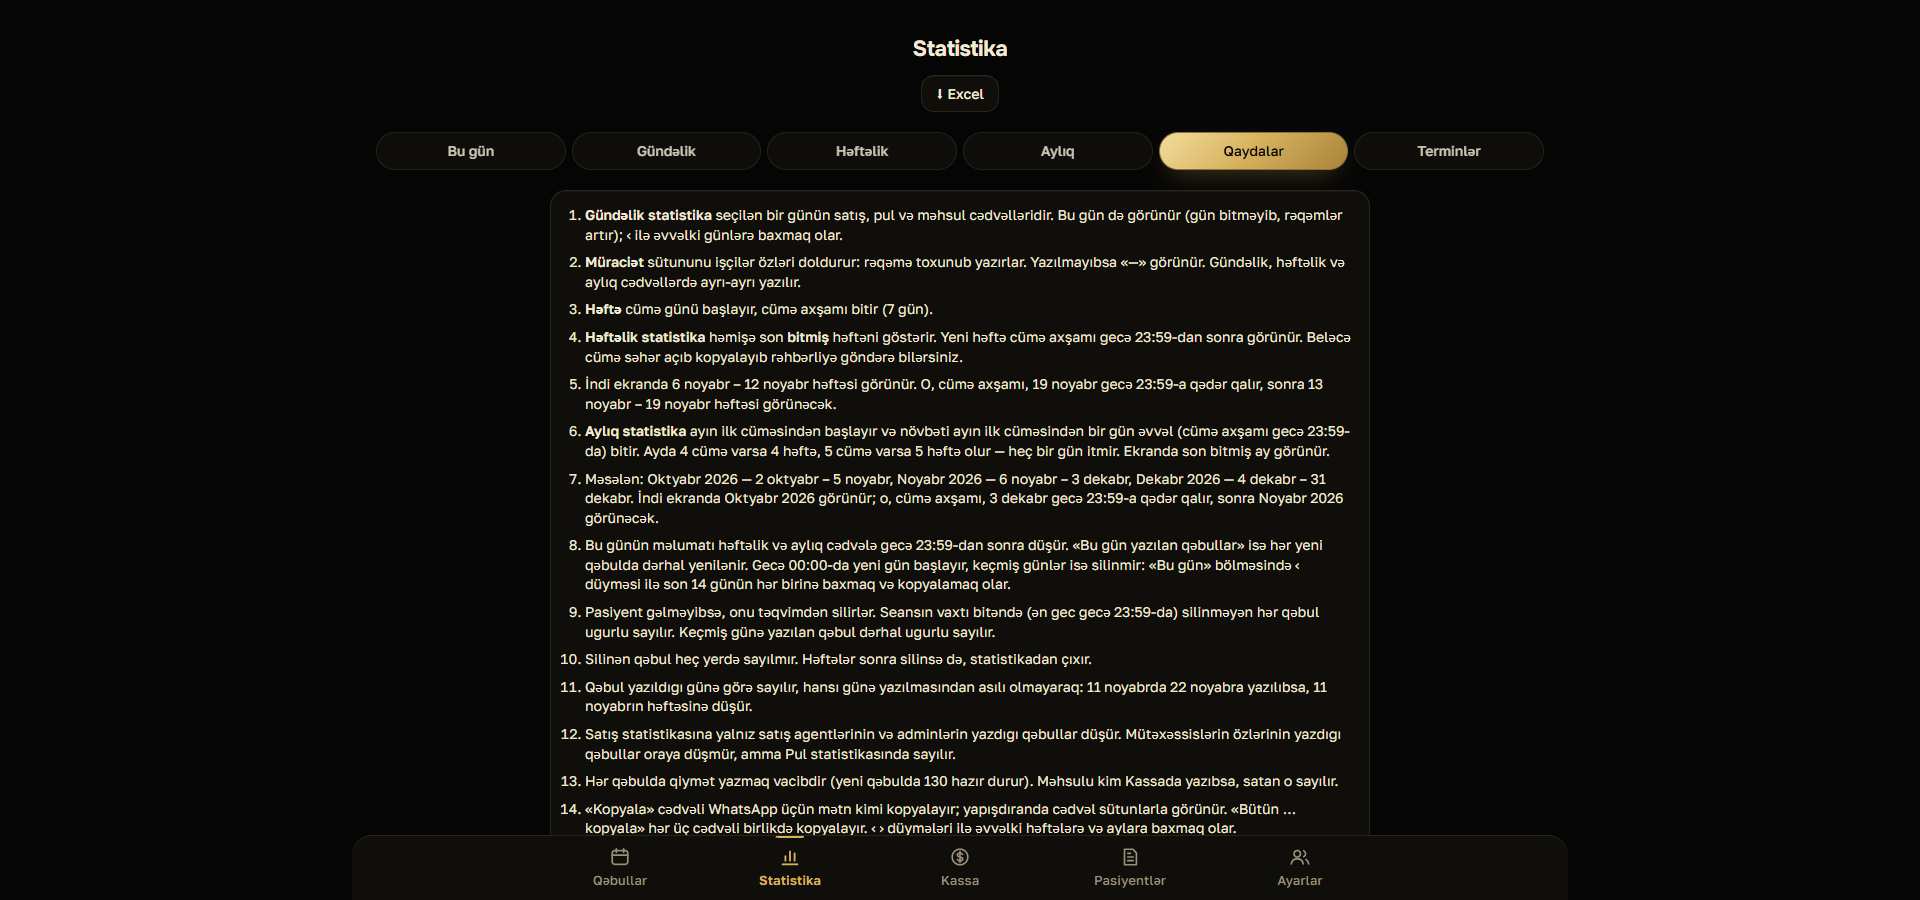 Statistika
⭳ Excel
Bu gün
Gündəlik
Həftəlik
Aylıq
Qaydalar
Terminlər
1. Gündəlik statistika seçilən bir günün satış, pul və məhsul cədvəlləridir. Bu gün də görünür (gün bitməyib, rəqəmlər
artır); ‹ ilə əvvəlki günlərə baxmaq olar.
2. Müraciət sütununu işçilər özləri doldurur: rəqəmə toxunub yazırlar. Yazılmayıbsa «—» görünür. Gündəlik, həftəlik və
aylıq cədvəllərdə ayrı-ayrı yazılır.
3. Həftə cümə günü başlayır, cümə axşamı bitir (7 gün).
4. Həftəlik statistika həmişə son bitmiş həftəni göstərir. Yeni həftə cümə axşamı gecə 23:59-dan sonra görünür. Beləcə
cümə səhər açıb kopyalayıb rəhbərliyə göndərə bilərsiniz.
5. İndi ekranda 6 noyabr – 12 noyabr həftəsi görünür. O, cümə axşamı, 19 noyabr gecə 23:59-a qədər qalır, sonra 13
noyabr – 19 noyabr həftəsi görünəcək.
6. Aylıq statistika ayın ilk cüməsindən başlayır və növbəti ayın ilk cüməsindən bir gün əvvəl (cümə axşamı gecə 23:59-
da) bitir. Ayda 4 cümə varsa 4 həftə, 5 cümə varsa 5 həftə olur — heç bir gün itmir. Ekranda son bitmiş ay görünür.
7. Məsələn: Oktyabr 2026 — 2 oktyabr – 5 noyabr, Noyabr 2026 — 6 noyabr – 3 dekabr, Dekabr 2026 — 4 dekabr – 31
dekabr. İndi ekranda Oktyabr 2026 görünür; o, cümə axşamı, 3 dekabr gecə 23:59-a qədər qalır, sonra Noyabr 2026
görünəcək.
8. Bu günün məlumatı həftəlik və aylıq cədvələ gecə 23:59-dan sonra düşür. «Bu gün yazılan qəbullar» isə hər yeni
qəbulda dərhal yenilənir. Gecə 00:00-da yeni gün başlayır, keçmiş günlər isə silinmir: «Bu gün» bölməsində ‹
düyməsi ilə son 14 günün hər birinə baxmaq və kopyalamaq olar.
9. Pasiyent gəlməyibsə, onu təqvimdən silirlər. Seansın vaxtı bitəndə (ən gec gecə 23:59-da) silinməyən hər qəbul
ugurlu sayılır. Keçmiş günə yazılan qəbul dərhal ugurlu sayılır.
10. Silinən qəbul heç yerdə sayılmır. Həftələr sonra silinsə də, statistikadan çıxır.
11. Qəbul yazıldıgı günə görə sayılır, hansı günə yazılmasından asılı olmayaraq: 11 noyabrda 22 noyabra yazılıbsa, 11
noyabrın həftəsinə düşür.
12. Satış statistikasına yalnız satış agentlərinin və adminlərin yazdıgı qəbullar düşür. Mütəxəssislərin özlərinin yazdıgı
qəbullar oraya düşmür, amma Pul statistikasında sayılır.
13. Hər qəbulda qiymət yazmaq vacibdir (yeni qəbulda 130 hazır durur). Məhsulu kim Kassada yazıbsa, satan o sayılır.
14. «Kopyala» cədvəli WhatsApp üçün mətn kimi kopyalayır; yapışdıranda cədvəl sütunlarla görünür. «Bütün ...
kopyala» hər üç cədvəli birlikdə kopyalayır. ‹ › düymələri ilə əvvəlki həftələrə və aylara baxmaq olar.
Qəbullar
Statistika
Kassa
Pasiyentlər
Ayarlar